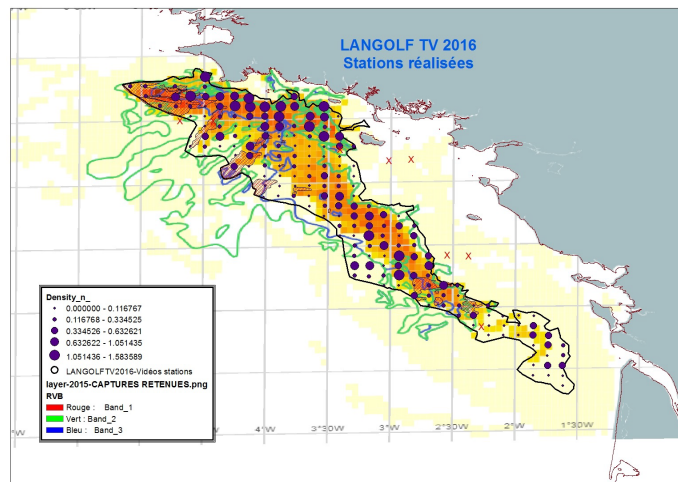 LANGOLF TV 2016
Stations réalisées
X
X
X
X
X
X
Density_n_
0.000000 - 0.116767
0.116768 - 0.334525
0.334526 - 0.632621
0.632622 - 1.051435
1.051436 - 1.583589
LANGOLFTV2016-Vidéos stations
layer-2015-CAPTURES RETENUES.png
RVB
Rouge : Band_1
Vert : Band_2
Bleu : Band_3
4°W
3°30'W
3°W
2°30'W
2°W
1°30'W